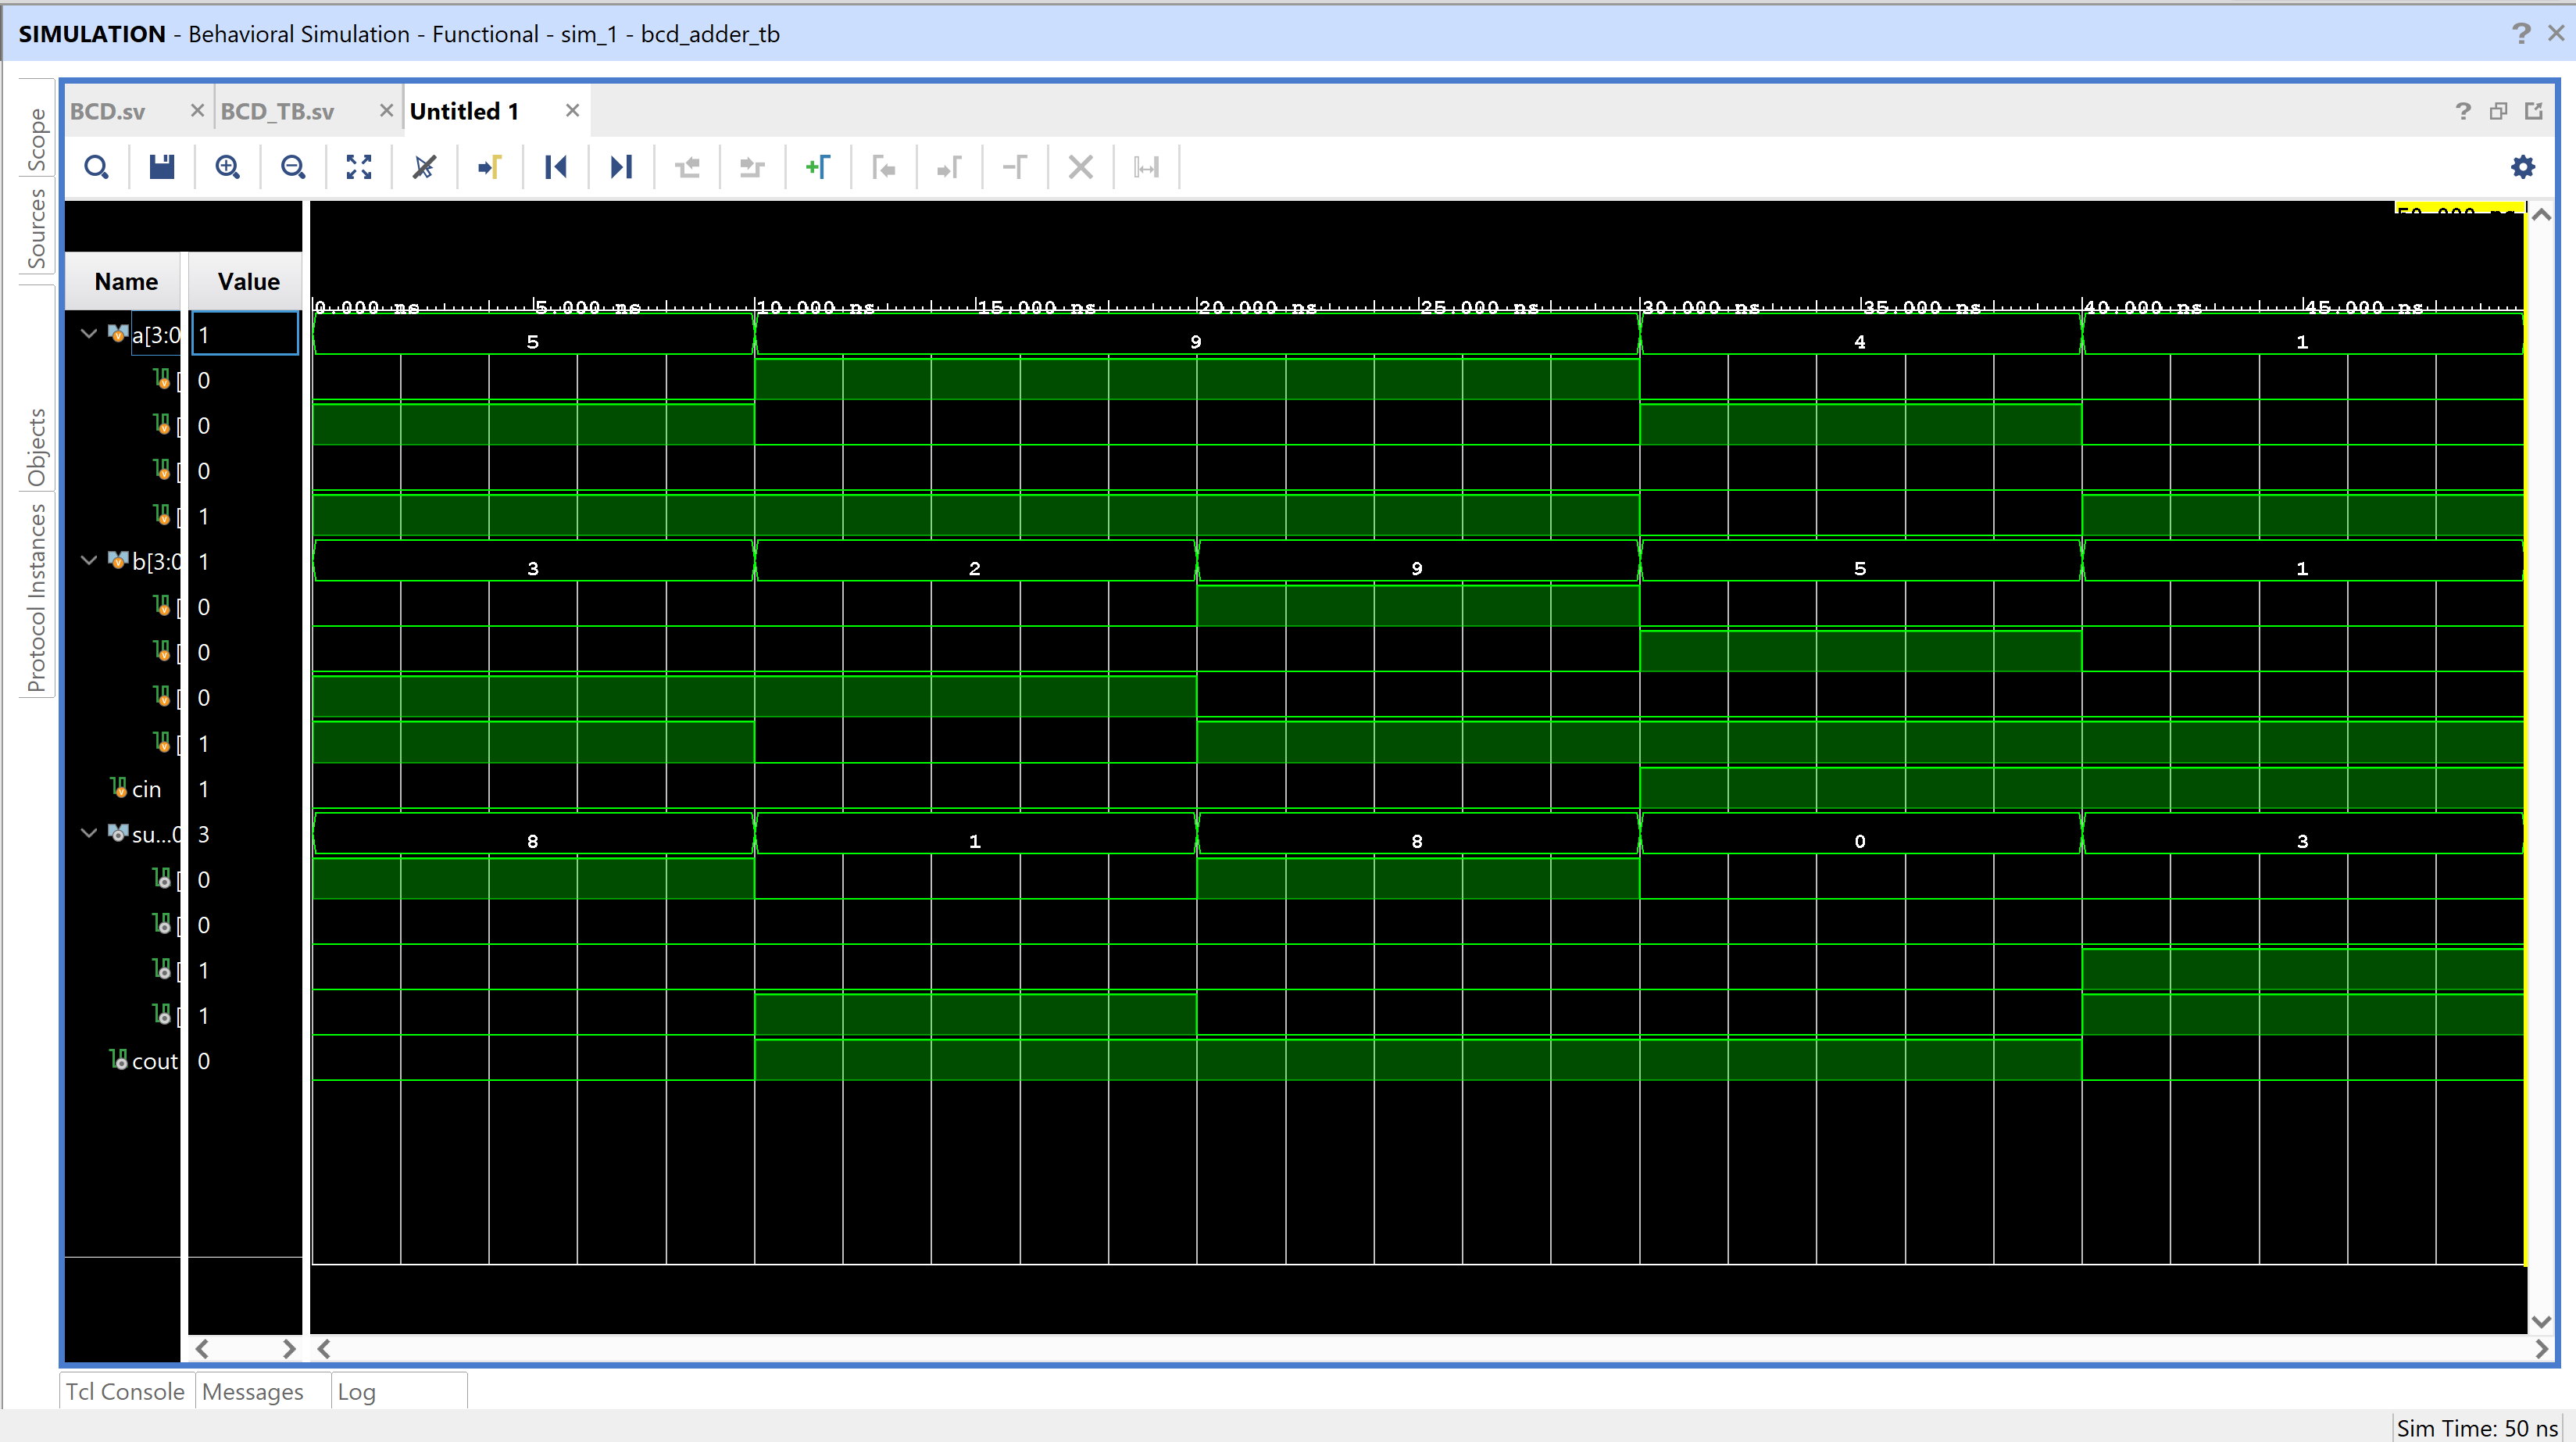 SIMULATION - Behavioral Simulation - Functional - sim_1 - bcd_adder_tb ? ×
BCD.sv × BCD_TB.sv × Untitled 1 × ?
Scope
Sources
Objects
Protocol Instances
50.000 ns
Name Value
0.000 ns 5.000 ns 10.000 ns 15.000 ns 20.000 ns 25.000 ns 30.000 ns 35.000 ns 40.000 ns 45.000 ns
a[3:0 1 5 9 4 1
[ 0
[ 0
[ 0
[ 1
b[3:0 1 3 2 9 5 1
[ 0
[ 0
[ 0
[ 1
cin 1
su...0 3 8 1 8 0 3
[ 0
[ 0
[ 1
[ 1
cout 0
Tcl Console Messages Log
Sim Time: 50 ns